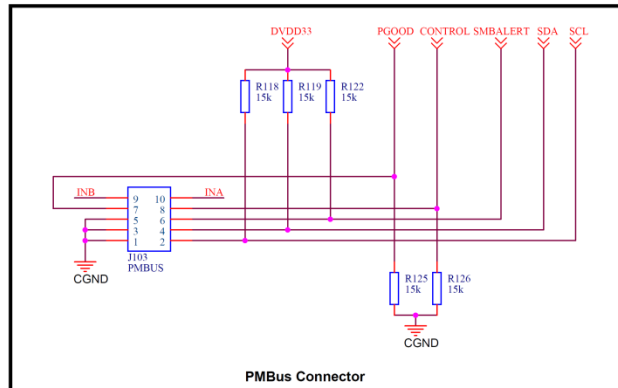 DVDD33
PGOOD CONTROL SMBALERT SDA SCL
R118 R119 R122
15k 15k 15k
INB 9 10 INA
7 8
5 6
3 4
1 2
J103
PMBUS
CGND
R125 R126
15k 15k
CGND
PMBus Connector